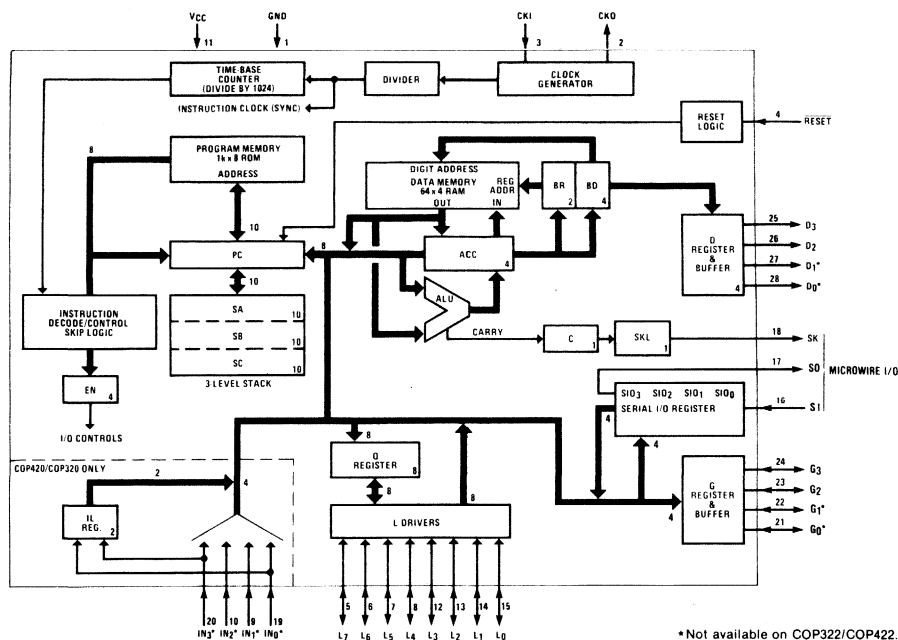 VCC
GND
CKI
CKO
11
1
3
2
TIME-BASE
COUNTER
(DIVIDE BY 1024)
DIVIDER
CLOCK
GENERATOR
INSTRUCTION CLOCK (SYNC)
RESET
LOGIC
4
RESET
8
PROGRAM MEMORY
1k x 8 ROM
ADDRESS
DIGIT ADDRESS
DATA MEMORY
64 x 4 RAM
OUT
REG
ADDR
IN
BR
2
BD
4
10
8
PC
ACC
4
D
REGISTER
&
BUFFER
4
25
D3
26
D2
27
D1*
28
D0*
10
INSTRUCTION
DECODE/CONTROL
SKIP LOGIC
SA
10
SB
10
SC
10
3-LEVEL STACK
ALU
CARRY
C
1
SKL
1
18
SK
17
SO
MICROWIRE I/O
16
SI
EN
4
I/O CONTROLS
SIO3 SIO2 SIO1 SIO0
SERIAL I/O REGISTER
4
4
COP420/COP320 ONLY
2
4
IL
REG.
2
8
Q
REGISTER
8
8
8
L DRIVERS
4
G
REGISTER
&
BUFFER
24
G3
23
G2
22
G1*
21
G0*
20
10
9
19
IN3*
IN2*
IN1*
IN0*
5
6
7
8
12
13
14
15
L7
L6
L5
L4
L3
L2
L1
L0
*Not available on COP322/COP422.